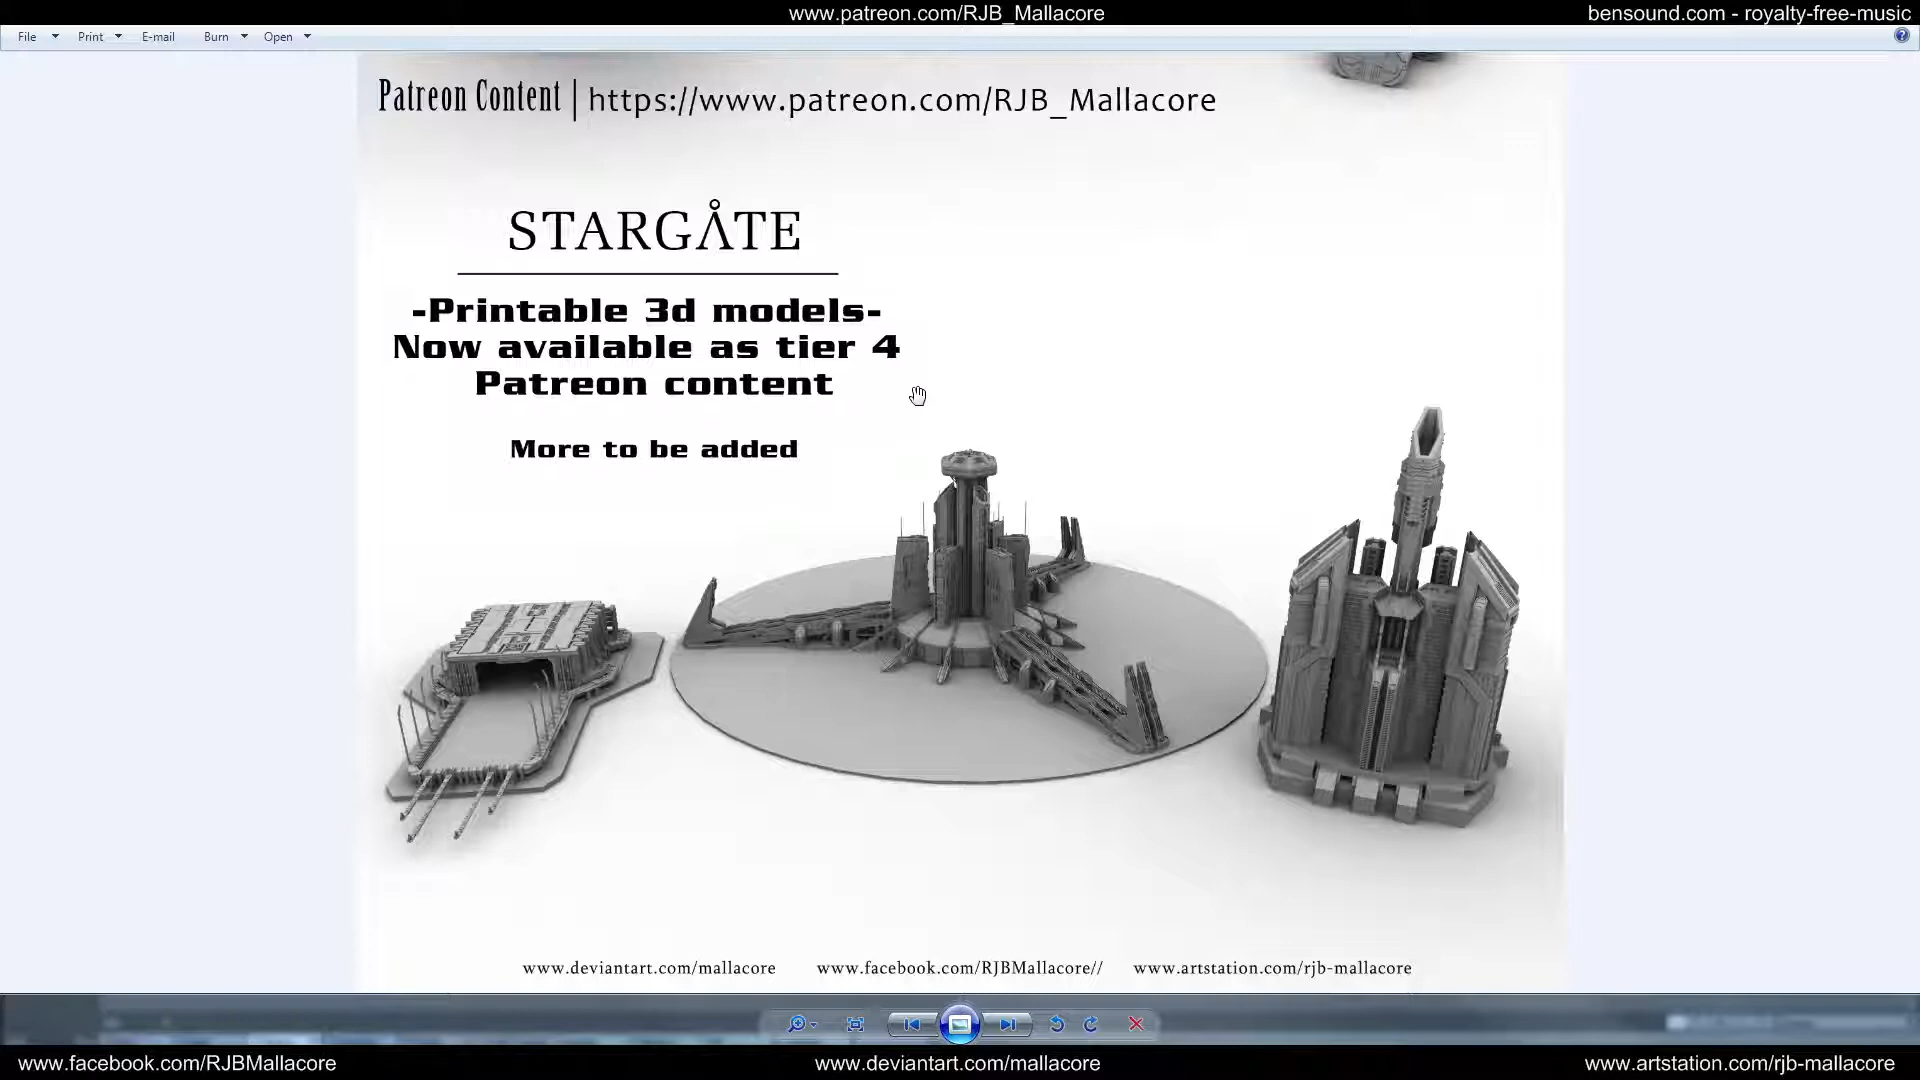 www.patreon.com/RJB_Mallacore
bensound.com - royalty-free-music
File Print E-mail Burn Open
Patreon Content | https://www.patreon.com/RJB_Mallacore
STARGÅTE
-Printable 3d models-
Now available as tier 4
Patreon content
More to be added
www.deviantart.com/mallacore www.facebook.com/RJBMallacore// www.artstation.com/rjb-mallacore
www.facebook.com/RJBMallacore www.deviantart.com/mallacore www.artstation.com/rjb-mallacore